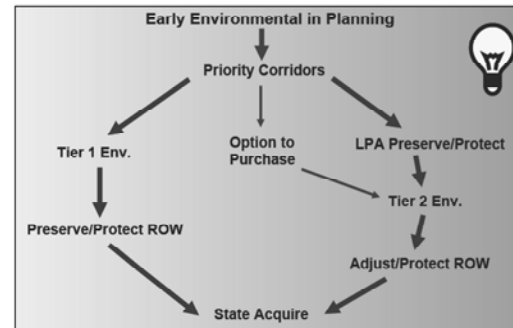 Early Environmental in Planning
Priority Corridors
Tier 1 Env.
Option to
Purchase
LPA Preserve/Protect
Tier 2 Env.
Preserve/Protect ROW
Adjust/Protect ROW
State Acquire